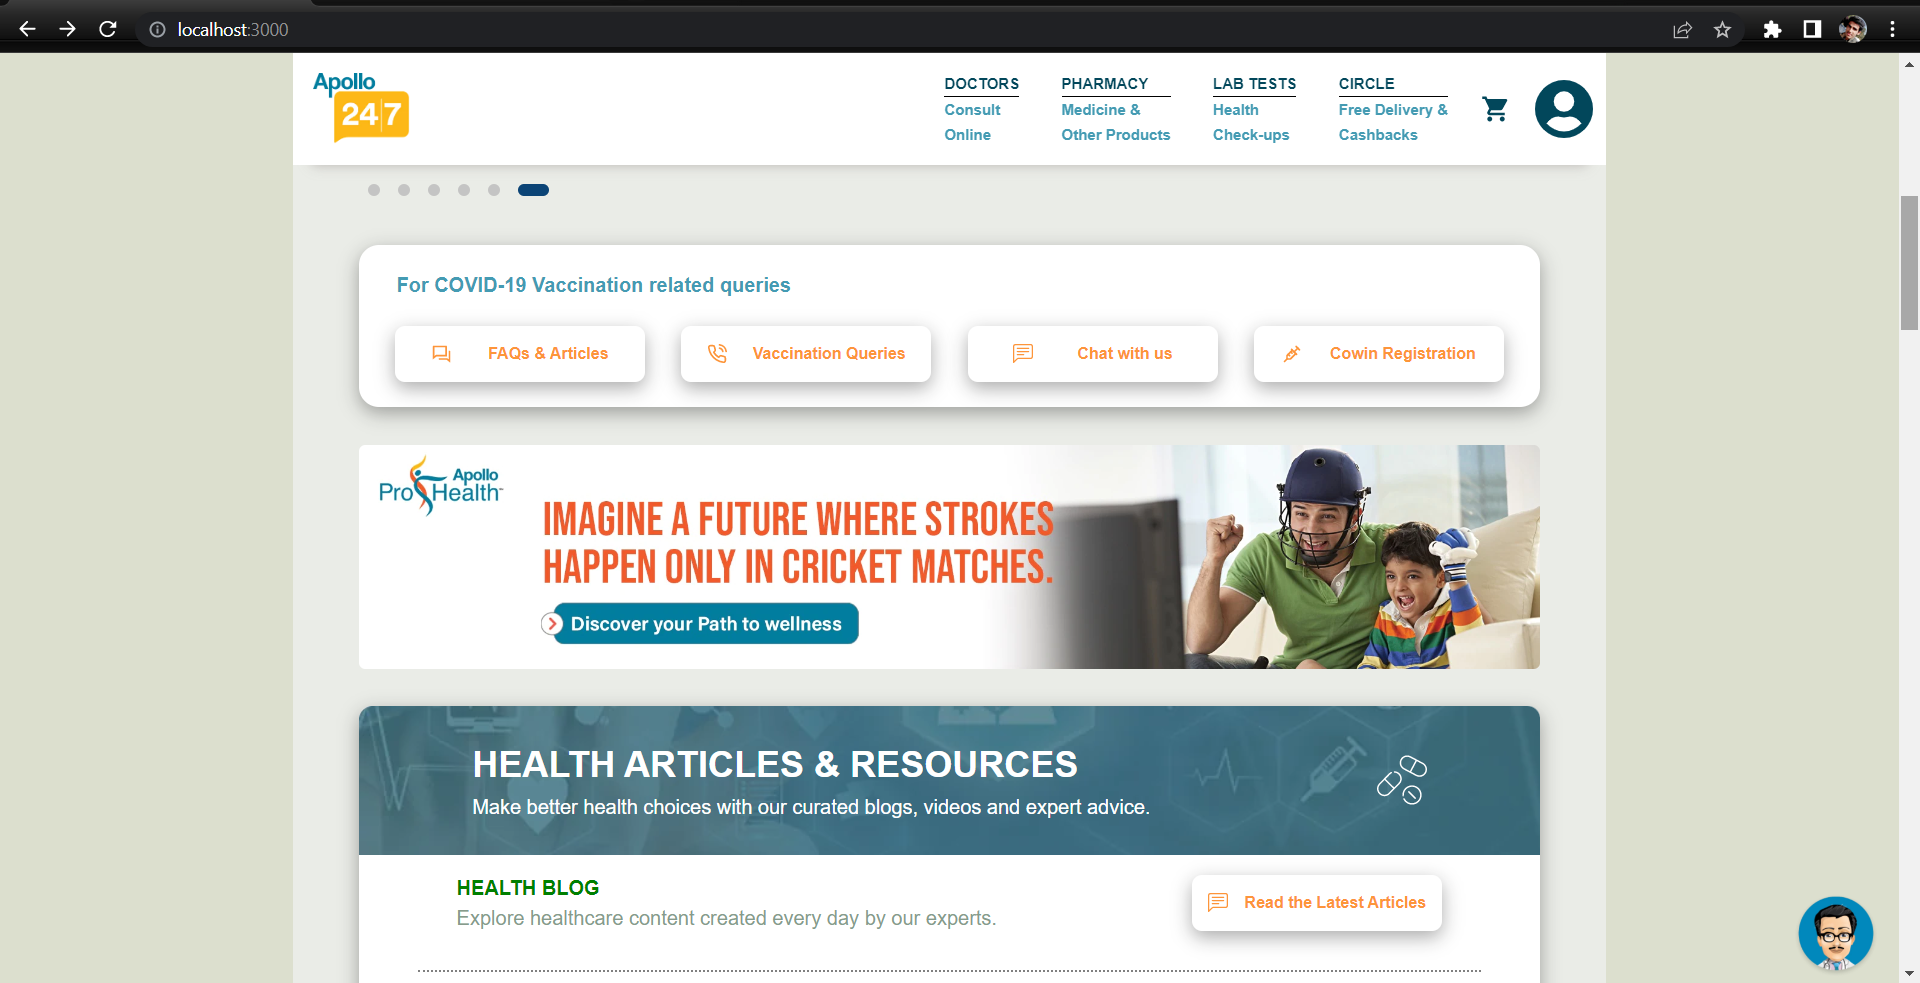 localhost:3000
Apollo
24|7
DOCTORS
Consult
Online
PHARMACY
Medicine &
Other Products
LAB TESTS
Health
Check-ups
CIRCLE
Free Delivery &
Cashbacks
For COVID-19 Vaccination related queries
FAQs & Articles
Vaccination Queries
Chat with us
Cowin Registration
Apollo
ProHealth
IMAGINE A FUTURE WHERE STROKES
HAPPEN ONLY IN CRICKET MATCHES.
Discover your Path to wellness
HEALTH ARTICLES & RESOURCES
Make better health choices with our curated blogs, videos and expert advice.
HEALTH BLOG
Explore healthcare content created every day by our experts.
Read the Latest Articles